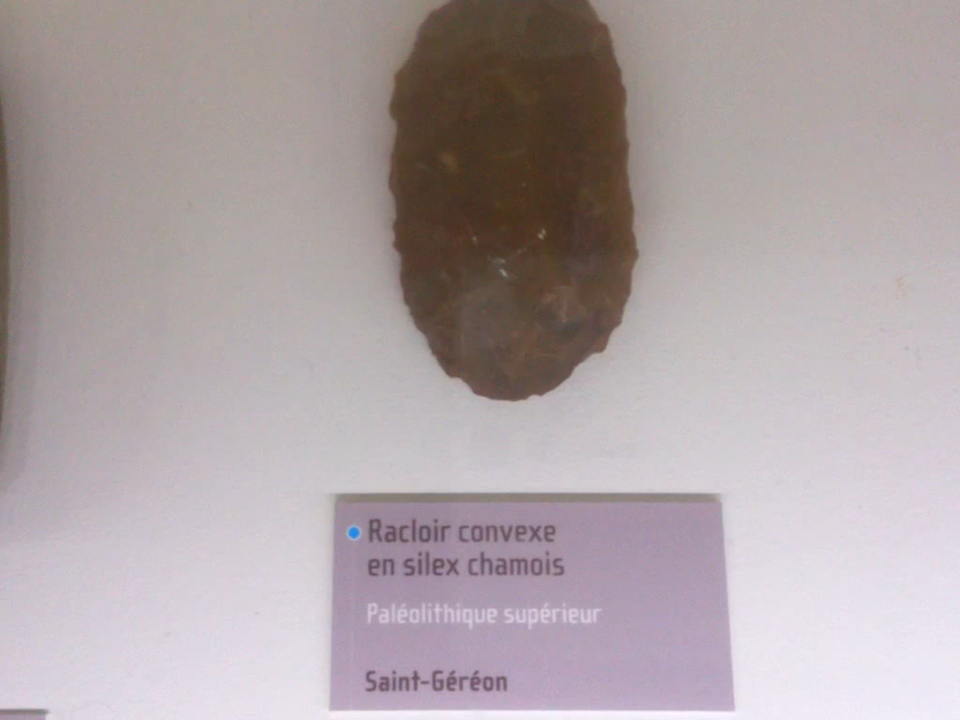 Racloir convexe
en silex chamois
Paléolithique supérieur
Saint-Géréon